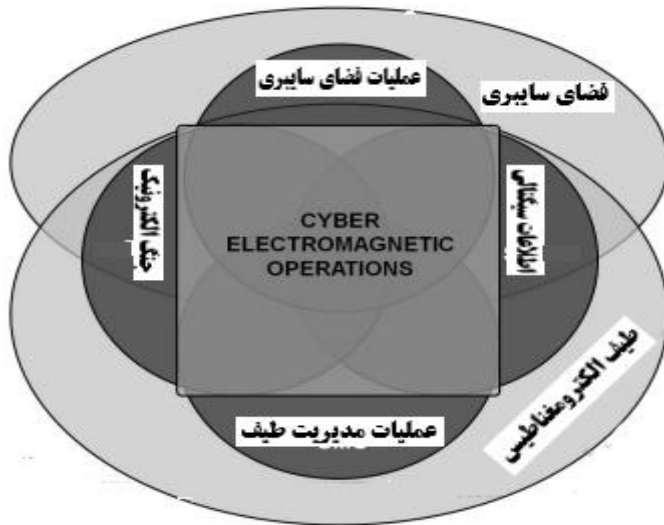 عملیات فضای سایبری
فضای سایبری
جنگ الکترونیک
اطلاعات سیگنالی
CYBER
ELECTROMAGNETIC
OPERATIONS
طیف الکترومغناطیس
عملیات مدیریت طیف